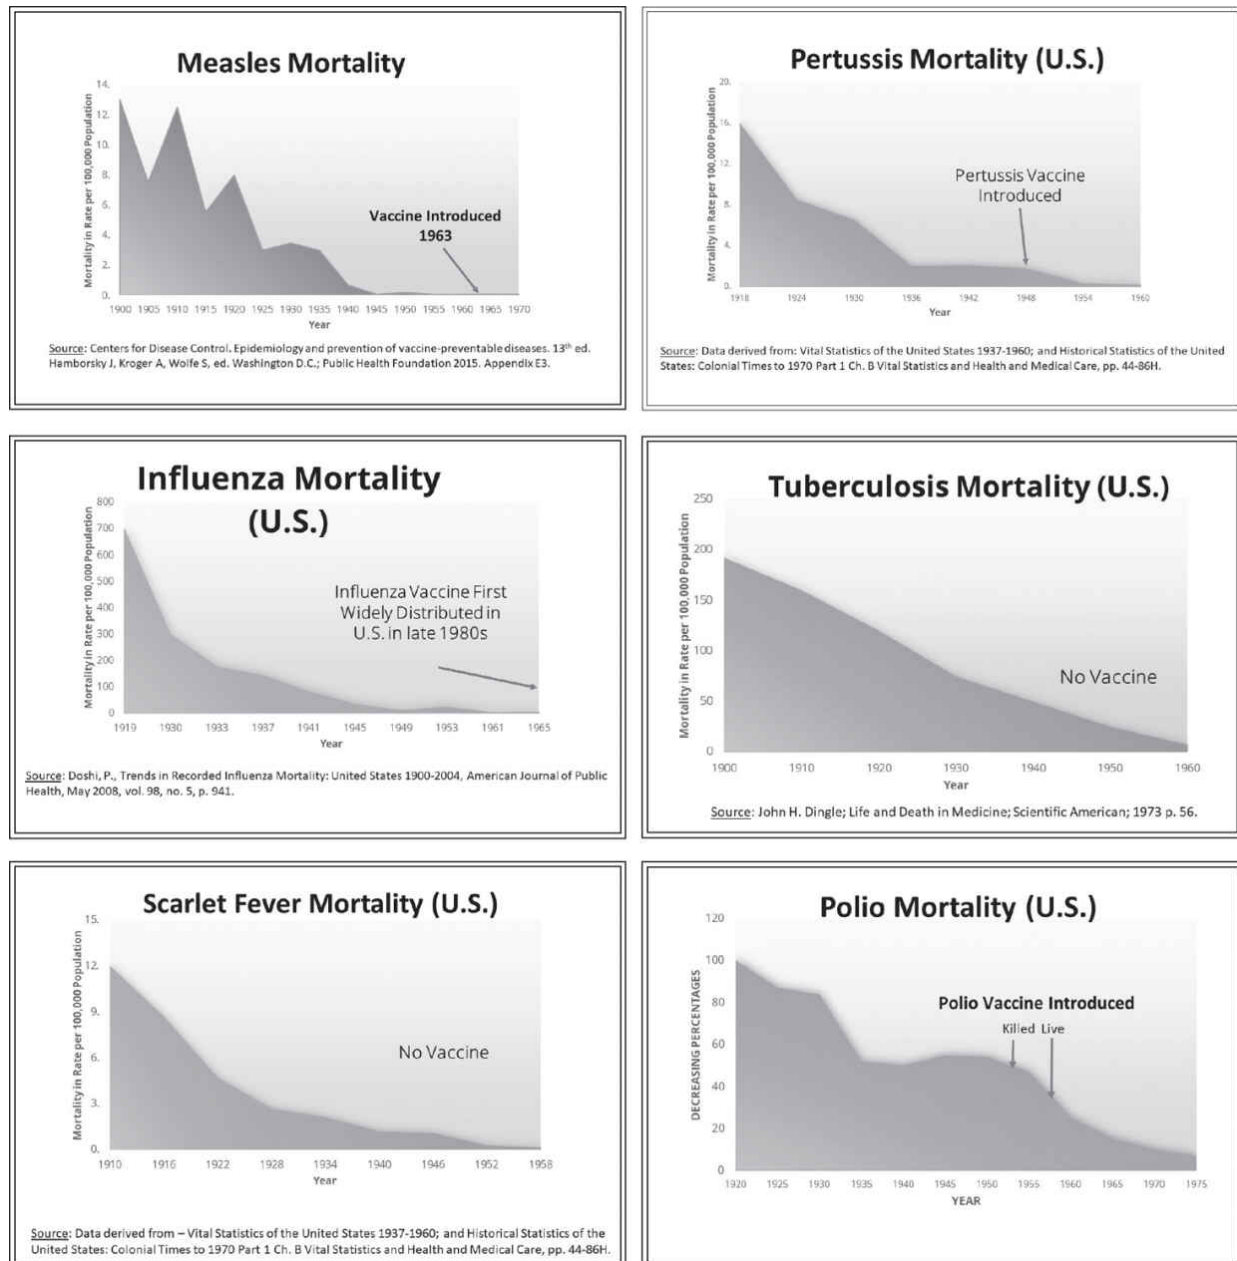 Measles Mortality
Mortality in Rate per 100,000 Population
14.
12.
10.
8.
6.
4.
2.
0.
Vaccine Introduced
1963
1900 1905 1910 1915 1920 1925 1930 1935 1940 1945 1950 1955 1960 1965 1970
Year
Source: Centers for Disease Control. Epidemiology and prevention of vaccine-preventable diseases. 13th ed.
Hamborsky J, Kroger A, Wolfe S, ed. Washington D.C.; Public Health Foundation 2015. Appendix E3.
Pertussis Mortality (U.S.)
Mortality in Rate per 100,000 Population
20.
16.
12.
8.
4.
0.
Pertussis Vaccine
Introduced
1918 1924 1930 1936 1942 1948 1954 1960
Year
Source: Data derived from: Vital Statistics of the United States 1937-1960; and Historical Statistics of the United
States: Colonial Times to 1970 Part 1 Ch. B Vital Statistics and Health and Medical Care, pp. 44-86H.
Influenza Mortality
(U.S.)
Mortality in Rate per 100,000 Population
800
700
600
500
400
300
200
100
0
Influenza Vaccine First
Widely Distributed in
U.S. in late 1980s
1919 1930 1933 1937 1941 1945 1949 1953 1961 1965
Year
Source: Doshi, P., Trends in Recorded Influenza Mortality: United States 1900-2004, American Journal of Public
Health, May 2008, vol. 98, no. 5, p. 941.
Tuberculosis Mortality (U.S.)
Mortality in Rate per 100,000 Population
250
200
150
100
50
0
No Vaccine
1900 1910 1920 1930 1940 1950 1960
Year
Source: John H. Dingle; Life and Death in Medicine; Scientific American; 1973 p. 56.
Scarlet Fever Mortality (U.S.)
Mortality in Rate per 100,000 Population
15.
12.
9.
6.
3.
0.
No Vaccine
1910 1916 1922 1928 1934 1940 1946 1952 1958
Year
Source: Data derived from – Vital Statistics of the United States 1937-1960; and Historical Statistics of the
United States: Colonial Times to 1970 Part 1 Ch. B Vital Statistics and Health and Medical Care, pp. 44-86H.
Polio Mortality (U.S.)
DECREASING PERCENTAGES
120
100
80
60
40
20
0
Polio Vaccine Introduced
Killed Live
1920 1925 1930 1935 1940 1945 1950 1955 1960 1965 1970 1975
YEAR